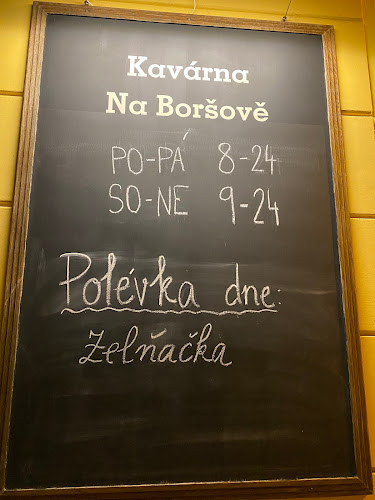 Kavárna
Na Boršově
PO-PÁ 8-24
SO-NE 9-24
Polévka dne:
Zelňačka